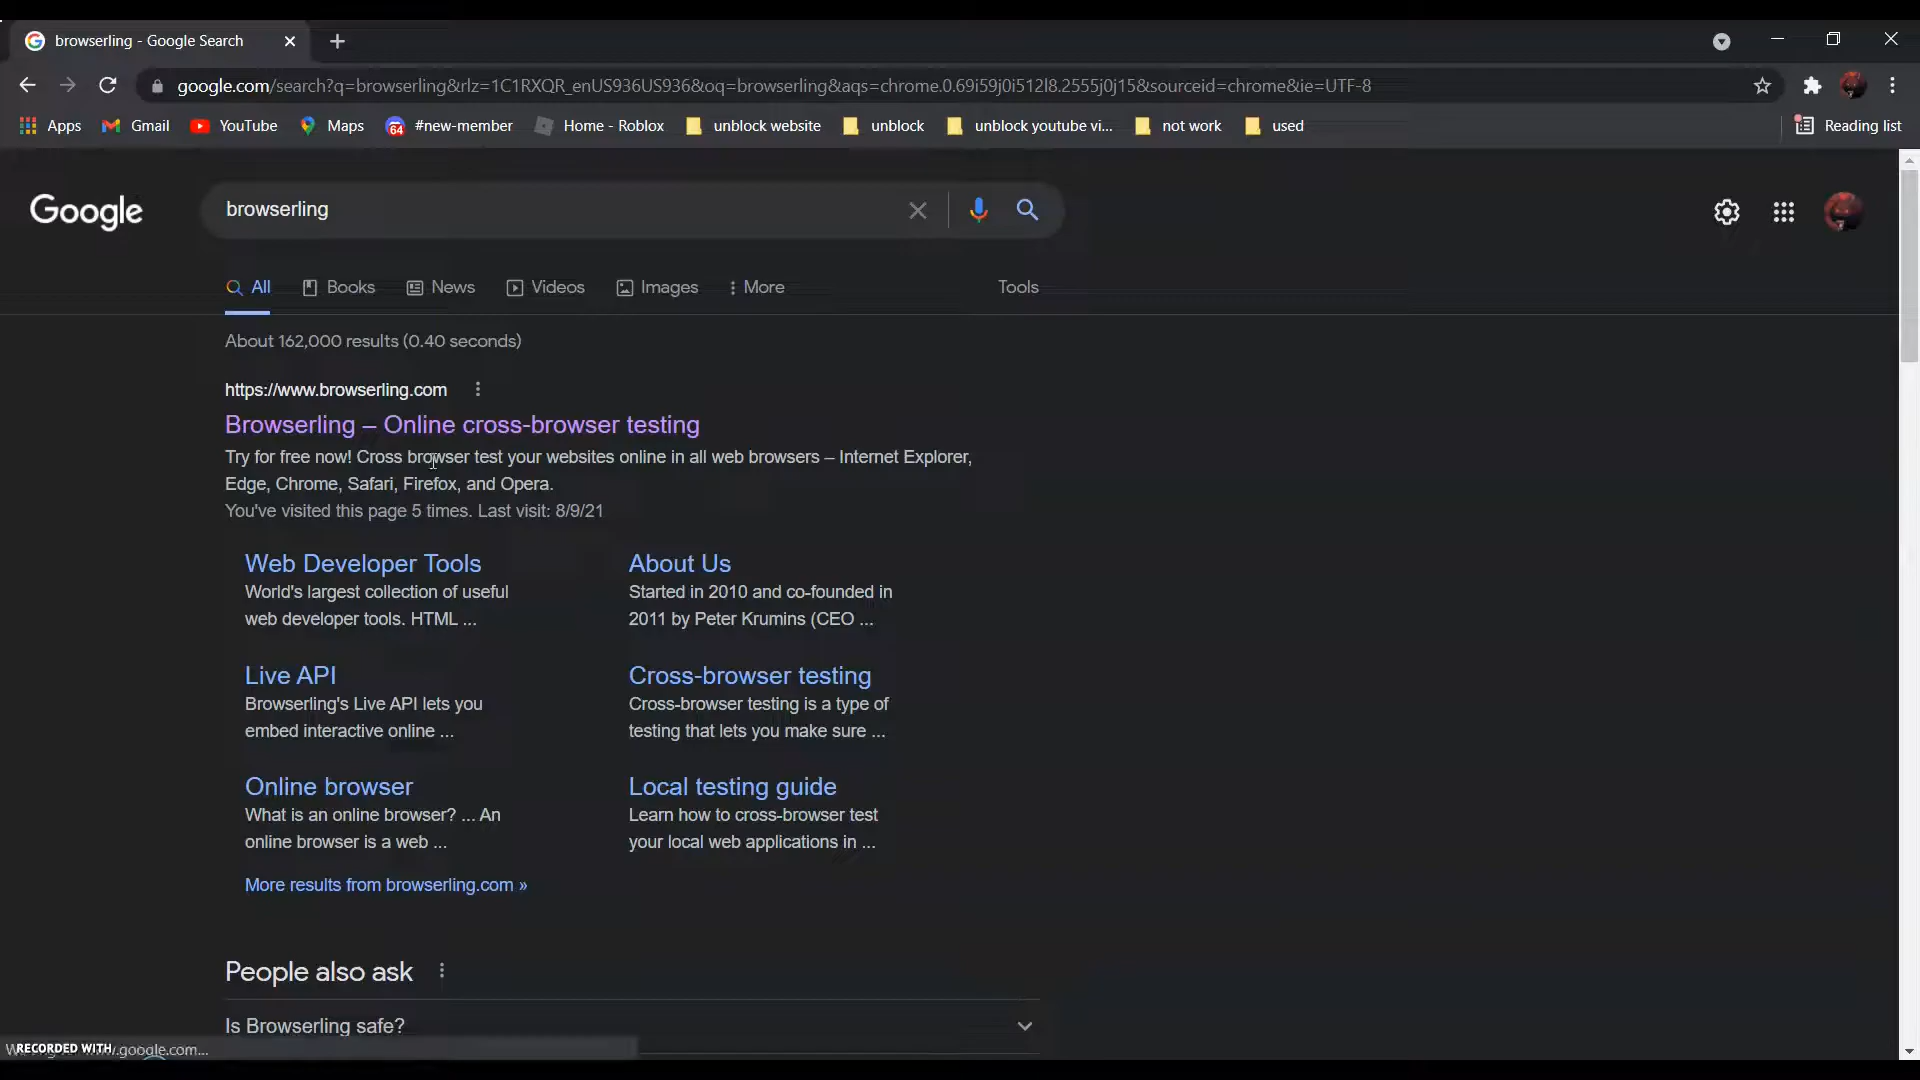 browserling - Google Search
google.com/search?q=browserling&rlz=1C1RXQR_enUS936US936&oq=browserling&aqs=chrome.0.69i59j0i512l8.2555j0j15&sourceid=chrome&ie=UTF-8
Apps Gmail YouTube Maps 64 #new-member Home - Roblox unblock website unblock unblock youtube vi... not work used Reading list
Google browserling
All Books News Videos Images More Tools
About 162,000 results (0.40 seconds)
https://www.browserling.com
Browserling – Online cross-browser testing
Try for free now! Cross browser test your websites online in all web browsers – Internet Explorer,
Edge, Chrome, Safari, Firefox, and Opera.
You've visited this page 5 times. Last visit: 8/9/21
Web Developer Tools
World's largest collection of useful
web developer tools. HTML ...
About Us
Started in 2010 and co-founded in
2011 by Peter Krumins (CEO ...
Live API
Browserling's Live API lets you
embed interactive online ...
Cross-browser testing
Cross-browser testing is a type of
testing that lets you make sure ...
Online browser
What is an online browser? ... An
online browser is a web ...
Local testing guide
Learn how to cross-browser test
your local web applications in ...
More results from browserling.com »
People also ask
Is Browserling safe?
RECORDED WITH .google.com...